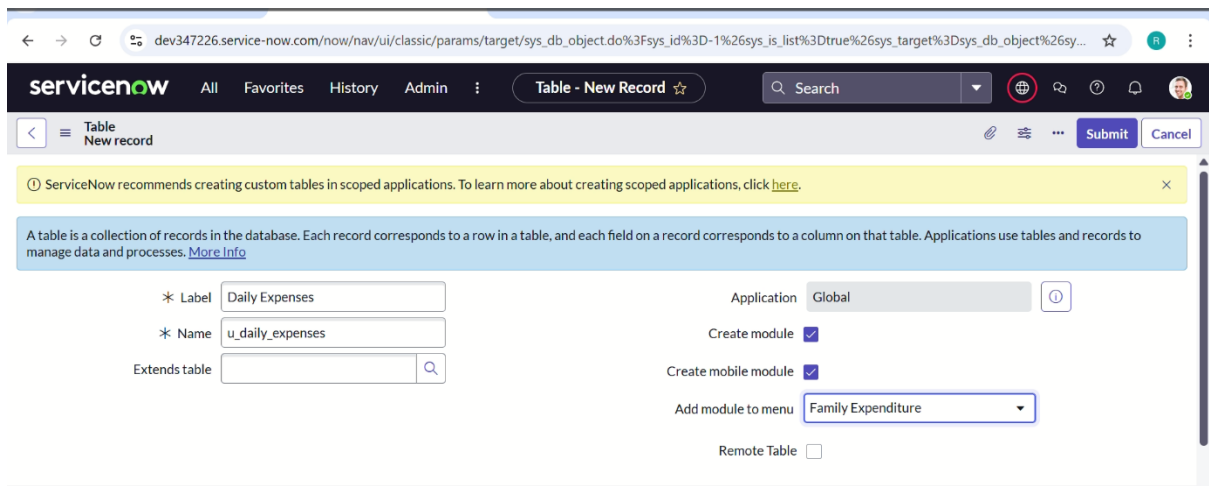 dev347226.service-now.com/now/nav/ui/classic/params/target/sys_db_object.do%3Fsys_id%3D-1%26sys_is_list%3Dtrue%26sys_target%3Dsys_db_object%26sy...
R
servicenow All Favorites History Admin Table - New Record Search
Table
New record
Submit Cancel
ServiceNow recommends creating custom tables in scoped applications. To learn more about creating scoped applications, click here.
A table is a collection of records in the database. Each record corresponds to a row in a table, and each field on a record corresponds to a column on that table. Applications use tables and records to
manage data and processes. More Info
Label Daily Expenses Application Global
Name u_daily_expenses Create module
Extends table Create mobile module
Add module to menu Family Expenditure
Remote Table